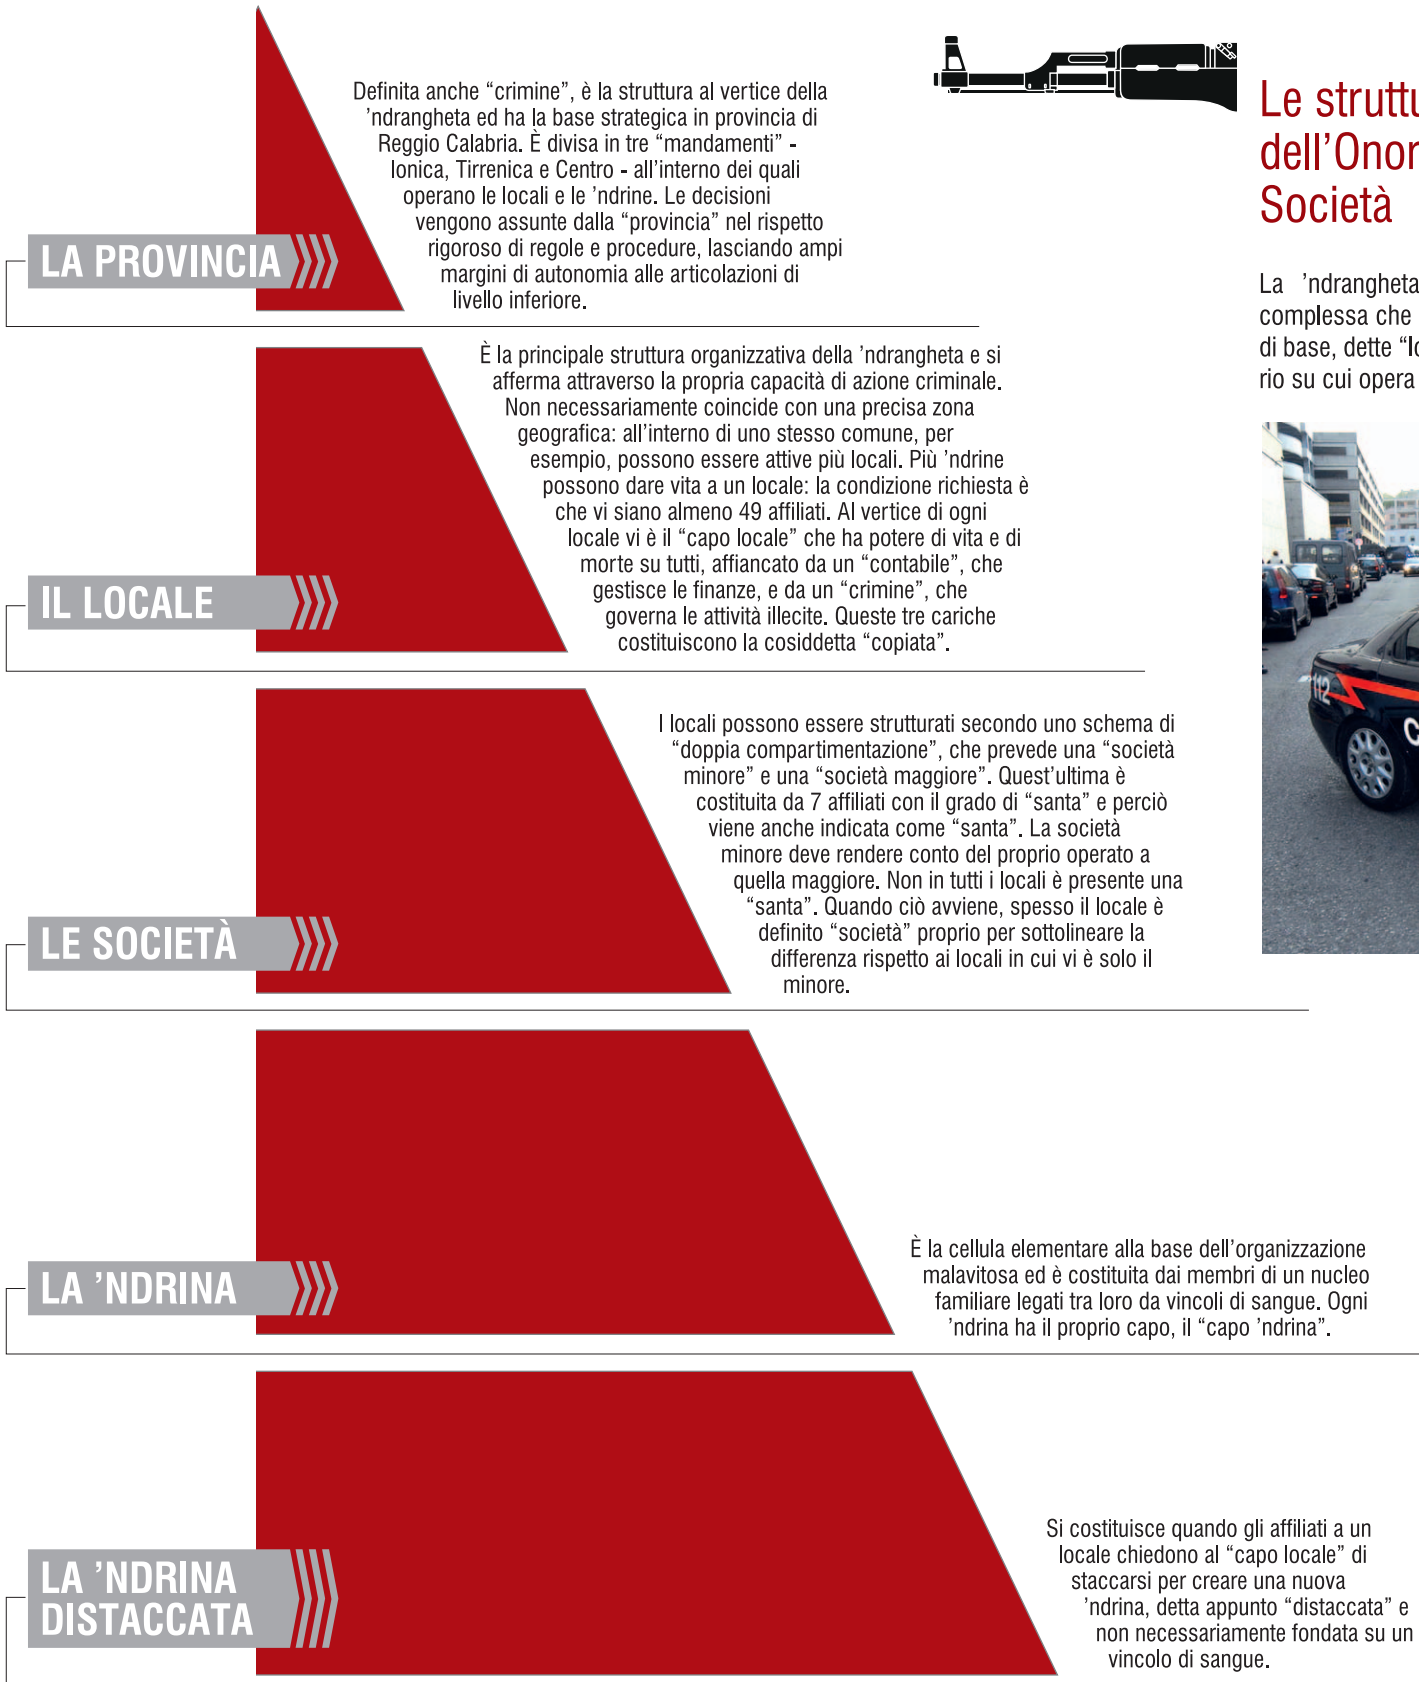 Definita anche “crimine”, è la struttura al vertice della
’ndrangheta ed ha la base strategica in provincia di
Reggio Calabria. È divisa in tre “mandamenti” -
Ionica, Tirrenica e Centro - all’interno dei quali
operano le locali e le ’ndrine. Le decisioni
vengono assunte dalla “provincia” nel rispetto
rigoroso di regole e procedure, lasciando ampi
margini di autonomia alle articolazioni di
livello inferiore.
LA PROVINCIA
È la principale struttura organizzativa della ’ndrangheta e si
afferma attraverso la propria capacità di azione criminale.
Non necessariamente coincide con una precisa zona
geografica: all’interno di uno stesso comune, per
esempio, possono essere attive più locali. Più ’ndrine
possono dare vita a un locale: la condizione richiesta è
che vi siano almeno 49 affiliati. Al vertice di ogni
locale vi è il “capo locale” che ha potere di vita e di
morte su tutti, affiancato da un “contabile”, che
gestisce le finanze, e da un “crimine”, che
governa le attività illecite. Queste tre cariche
costituiscono la cosiddetta “copiata”.
IL LOCALE
I locali possono essere strutturati secondo uno schema di
“doppia compartimentazione”, che prevede una “società
minore” e una “società maggiore”. Quest’ultima è
costituita da 7 affiliati con il grado di “santa” e perciò
viene anche indicata come “santa”. La società
minore deve rendere conto del proprio operato a
quella maggiore. Non in tutti i locali è presente una
“santa”. Quando ciò avviene, spesso il locale è
definito “società” proprio per sottolineare la
differenza rispetto ai locali in cui vi è solo il
minore.
LE SOCIETÀ
È la cellula elementare alla base dell’organizzazione
malavitosa ed è costituita dai membri di un nucleo
familiare legati tra loro da vincoli di sangue. Ogni
’ndrina ha il proprio capo, il “capo ’ndrina”.
LA ’NDRINA
Si costituisce quando gli affiliati a un
locale chiedono al “capo locale” di
staccarsi per creare una nuova
’ndrina, detta appunto “distaccata” e
non necessariamente fondata su un
vincolo di sangue.
LA ’NDRINA
DISTACCATA
Le
Società
La ’ndrangheta
complessa che
di base, dette
rio su cui opera
112